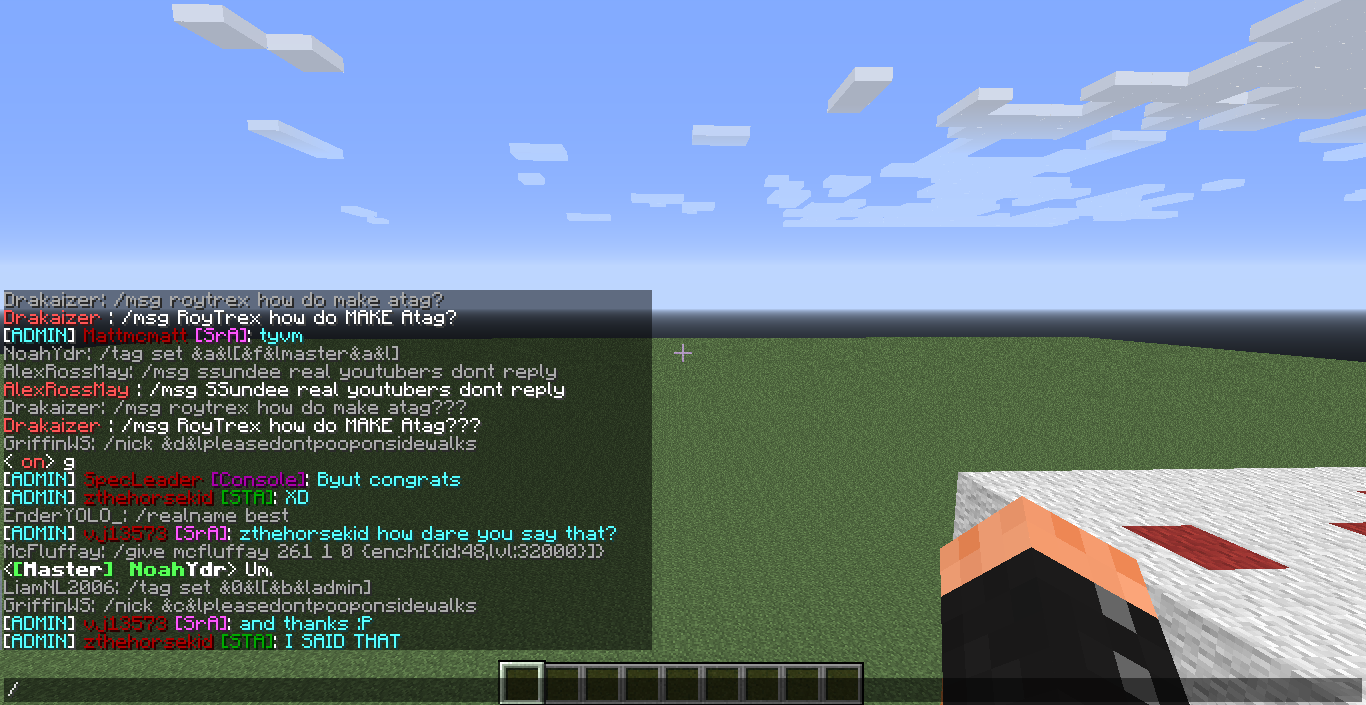 Drakaizer: /msg roytrex how do make atag?
Drakaizer : /msg RoyTrex how do MAKE Atag?
[ADMIN] Mattmcmatt [SrA]: tyvm
NoahYdr: /tag set &a&l[&f&lmaster&a&l]
AlexRossMay: /msg ssundee real youtubers dont reply
AlexRossMay : /msg SSundee real youtubers dont reply
Drakaizer: /msg roytrex how do make atag???
Drakaizer : /msg RoyTrex how do MAKE Atag???
GriffinWS: /nick &d&lpleasedontpooponsidewalks
< on> g
[ADMIN] SpecLeader [Console]: Byut congrats
[ADMIN] zthehorsekid [STA]: XD
EnderYOLO_: /realname best
[ADMIN] vj13573 [SrA]: zthehorsekid how dare you say that?
McFluffay: /give mcfluffay 261 1 0 {ench:[{id:48,lvl:32000}]}
<[Master] NoahYdr> Um.
LiamNL2006: /tag set &0&l[&b&ladmin]
GriffinWS: /nick &c&lpleasedontpooponsidewalks
[ADMIN] vj13573 [SrA]: and thanks :P
[ADMIN] zthehorsekid [STA]: I SAID THAT
/